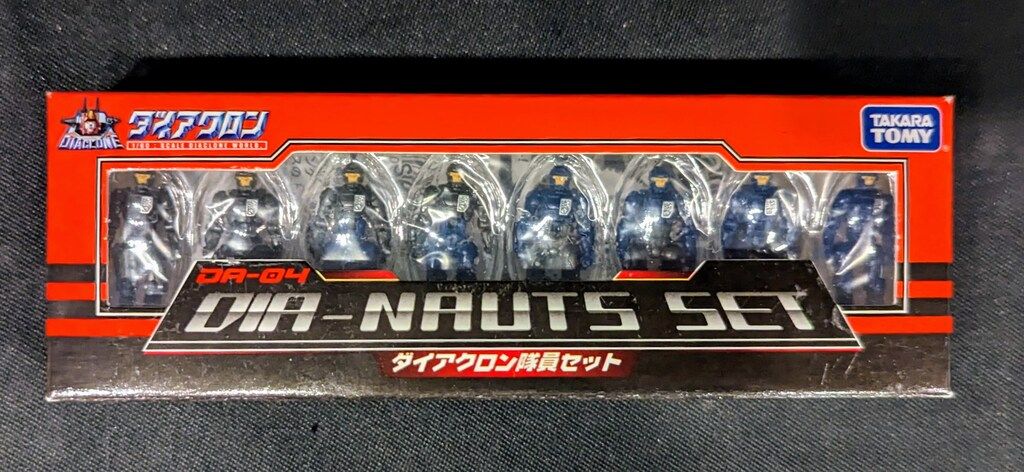 ダイアクロン
DIACLONE
1/60 : SCALE DIACLONE WORLD.
TAKARA
TOMY
DA-04
DIA-NAUTS SET
ダイアクロン隊員セット